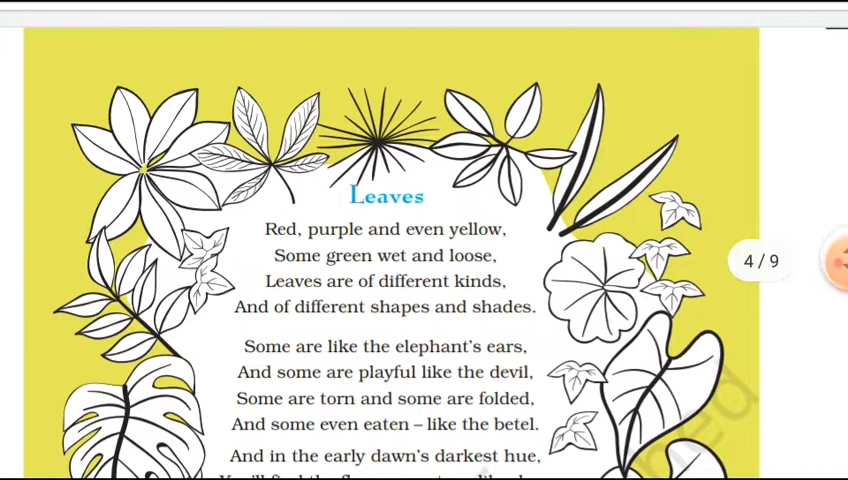 Leaves
Red, purple and even yellow,
Some green wet and loose,
Leaves are of different kinds,
And of different shapes and shades.
Some are like the elephant's ears,
And some are playful like the devil,
Some are torn and some are folded,
And some even eaten – like the betel.
And in the early dawn's darkest hue,
4 / 9